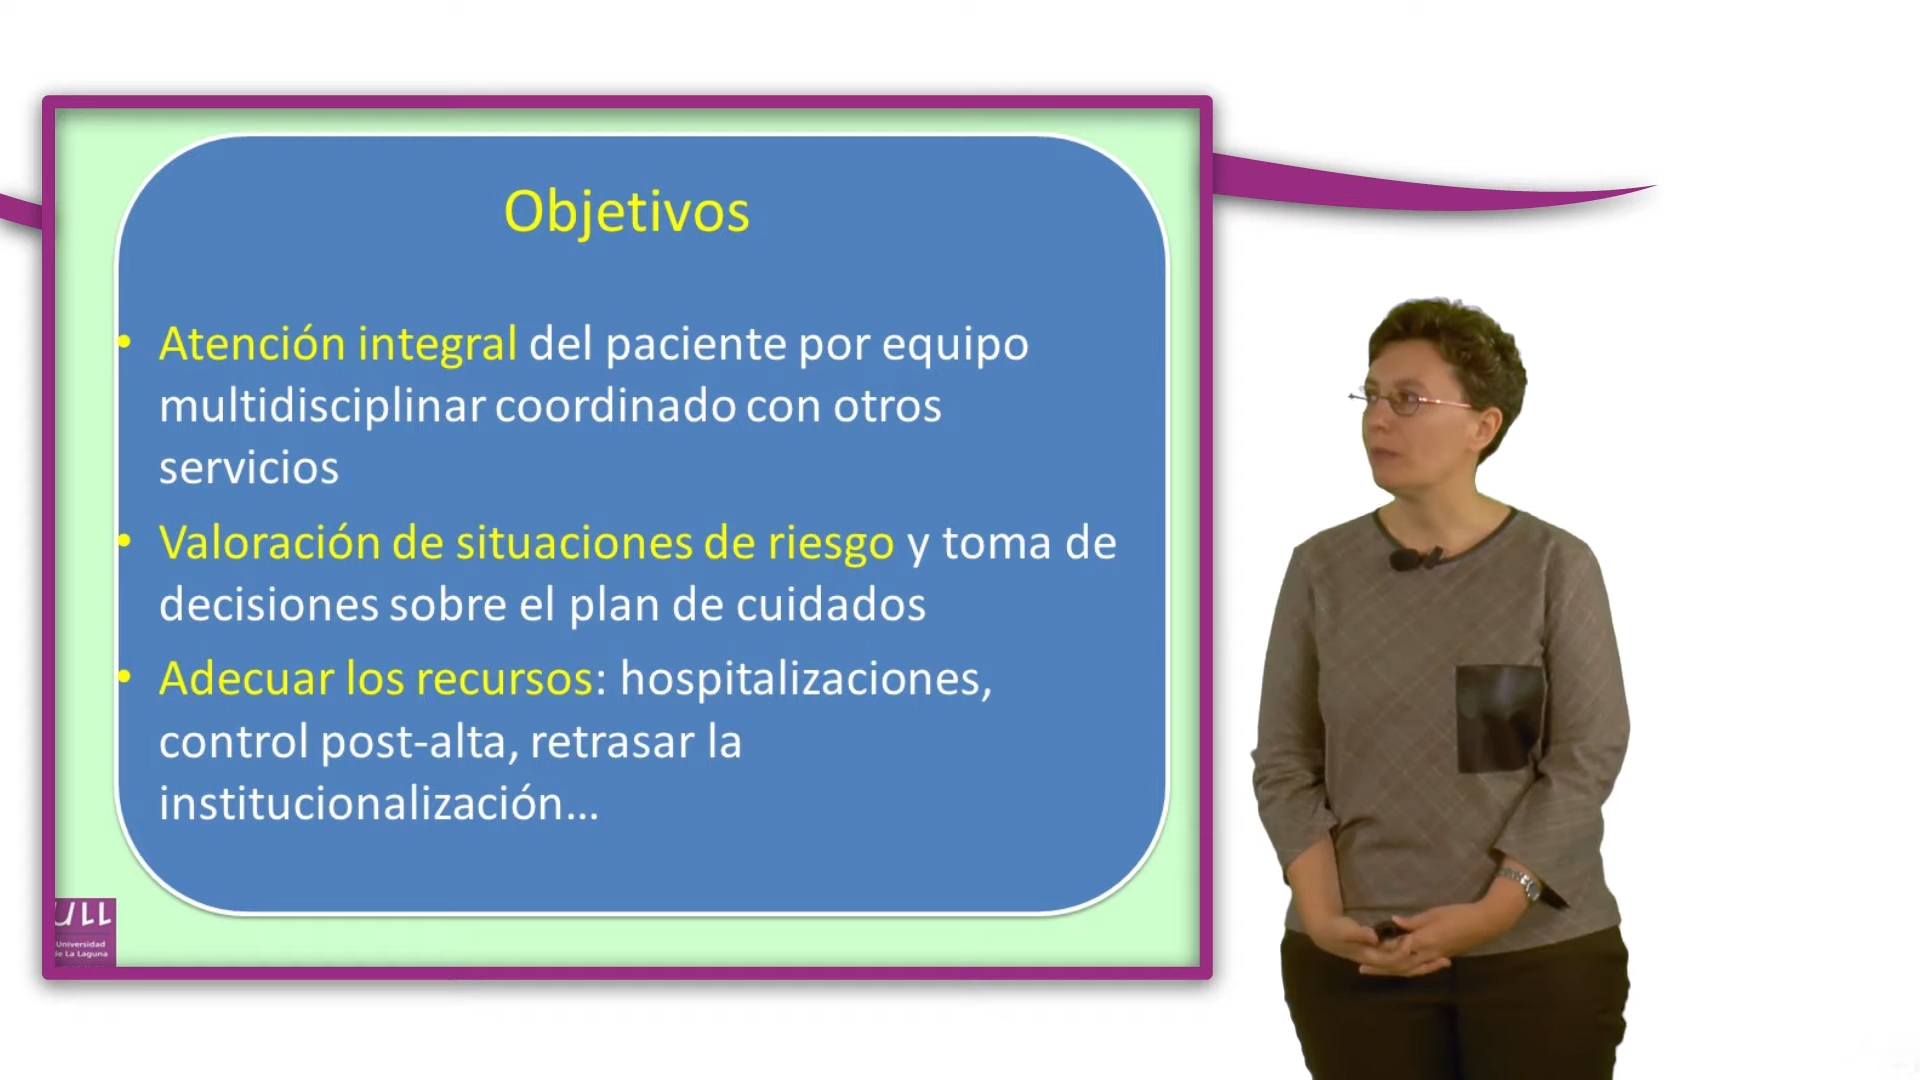 Objetivos
• Atención integral del paciente por equipo
multidisciplinar coordinado con otros
servicios
• Valoración de situaciones de riesgo y toma de
decisiones sobre el plan de cuidados
• Adecuar los recursos: hospitalizaciones,
control post-alta, retrasar la
institucionalización...
ULL
Universidad
de La Laguna